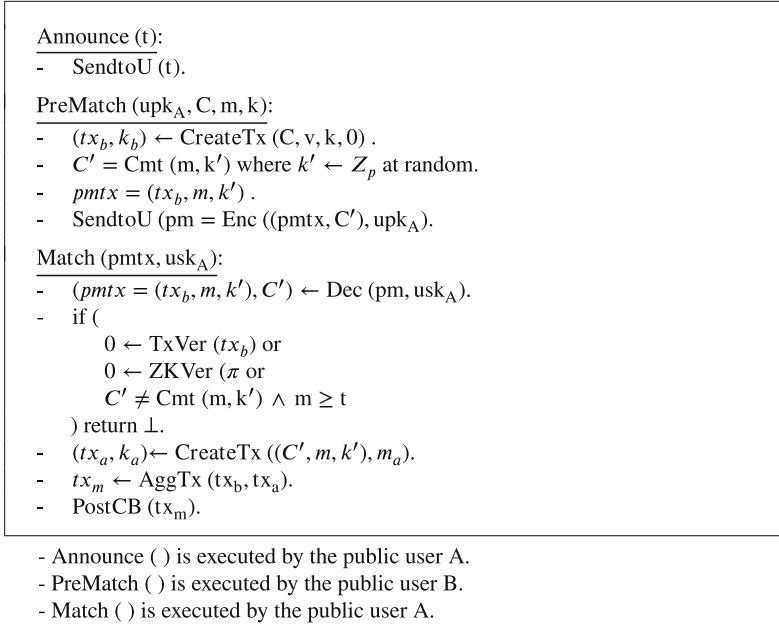 Announce (t):
- SendtoU (t).
PreMatch (upk_A, C, m, k):
- (tx_b, k_b) ← CreateTx (C, v, k, 0) .
- C′ = Cmt (m, k′) where k′ ← Z_p at random.
- pmtx = (tx_b, m, k′) .
- SendtoU (pm = Enc ((pmtx, C′), upk_A).
Match (pmtx, usk_A):
- (pmtx = (tx_b, m, k′), C′) ← Dec (pm, usk_A).
- if (
0 ← TxVer (tx_b) or
0 ← ZKVer (π or
C′ ≠ Cmt (m, k′) ∧ m ≥ t
) return ⊥.
- (tx_a, k_a)← CreateTx ((C′, m, k′), m_a).
- tx_m ← AggTx (tx_b, tx_a).
- PostCB (tx_m).
- Announce ( ) is executed by the public user A.
- PreMatch ( ) is executed by the public user B.
- Match ( ) is executed by the public user A.